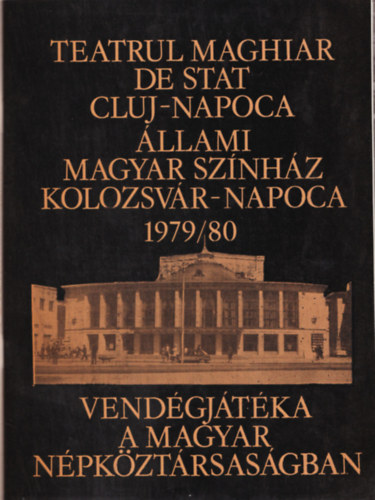 TEATRUL MAGHIAR
DE STAT
CLUJ-NAPOCA
ÁLLAMI
MAGYAR SZÍNHÁZ
KOLOZSVÁR-NAPOCA
1979/80
VENDÉGJÁTÉKA
A MAGYAR
NÉPKÖZTÁRSASÁGBAN